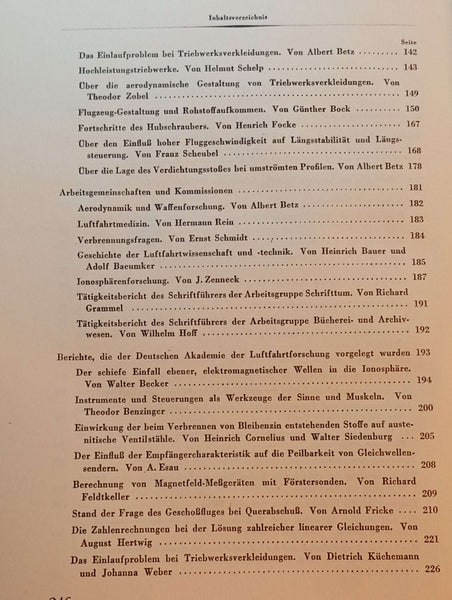 Inhaltsverzeichnis
Seite
Das Einlaufproblem bei Triebwerksverkleidungen. Von Albert Betz ........ 142
Hochleistungstriebwerke. Von Helmut Schelp ........ 143
Über die aerodynamische Gestaltung von Triebwerksverkleidungen. Von
Theodor Zobel ........ 149
Flugzeug-Gestaltung und Rohstoffaufkommen. Von Günther Bock ........ 150
Fortschritte des Hubschraubers. Von Henrich Focke ........ 167
Über den Einfluß hoher Fluggeschwindigkeit auf Längsstabilität und Längs-
steuerung. Von Franz Scheubel ........ 168
Über die Lage des Verdichtungsstoßes bei umströmten Profilen. Von Albert Betz 178
Arbeitsgemeinschaften und Kommissionen ........ 181
Aerodynamik und Waffenforschung. Von Albert Betz ........ 182
Luftfahrtmedizin. Von Hermann Rein ........ 183
Verbrennungsfragen. Von Ernst Schmidt ........ 184
Geschichte der Luftfahrtwissenschaft und -technik. Von Heinrich Bauer und
Adolf Baeumker ........ 185
Ionosphärenforschung. Von J. Zenneck ........ 187
Tätigkeitsbericht des Schriftführers der Arbeitsgruppe Schrifttum. Von Richard
Grammel ........ 191
Tätigkeitsbericht des Schriftführers der Arbeitsgruppe Bücherei- und Archiv-
wesen. Von Wilhelm Hoff ........ 192
Berichte, die der Deutschen Akademie der Luftfahrtforschung vorgelegt wurden 193
Der schiefe Einfall ebener, elektromagnetischer Wellen in die Ionosphäre.
Von Walter Becker ........ 194
Instrumente und Steuerungen als Werkzeuge der Sinne und Muskeln. Von
Theodor Benzinger ........ 200
Einwirkung der beim Verbrennen von Bleibenzin entstehenden Stoffe auf auste-
nitische Ventilstähle. Von Heinrich Cornelius und Walter Siedenburg ... 205
Der Einfluß der Empfängercharakteristik auf die Peilbarkeit von Gleichwellen-
sendern. Von A. Esau ........ 208
Berechnung von Magnetfeld-Meßgeräten mit Förstersonden. Von Richard
Feldtkeller ........ 209
Stand der Frage des Geschoßfluges bei Querabschuß. Von Arnold Fricke ... 210
Die Zahlenrechnungen bei der Lösung zahlreicher linearer Gleichungen. Von
August Hertwig ........ 221
Das Einlaufproblem bei Triebwerksverkleidungen. Von Dietrich Küchemann
und Johanna Weber ........ 226